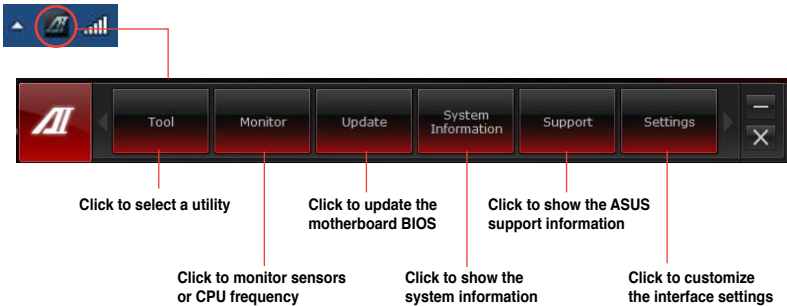 AI
AI
Tool
Monitor
Update
System
Information
Support
Settings
Click to select a utility
Click to update the
motherboard BIOS
Click to show the ASUS
support information
Click to monitor sensors
or CPU frequency
Click to show the
system information
Click to customize
the interface settings